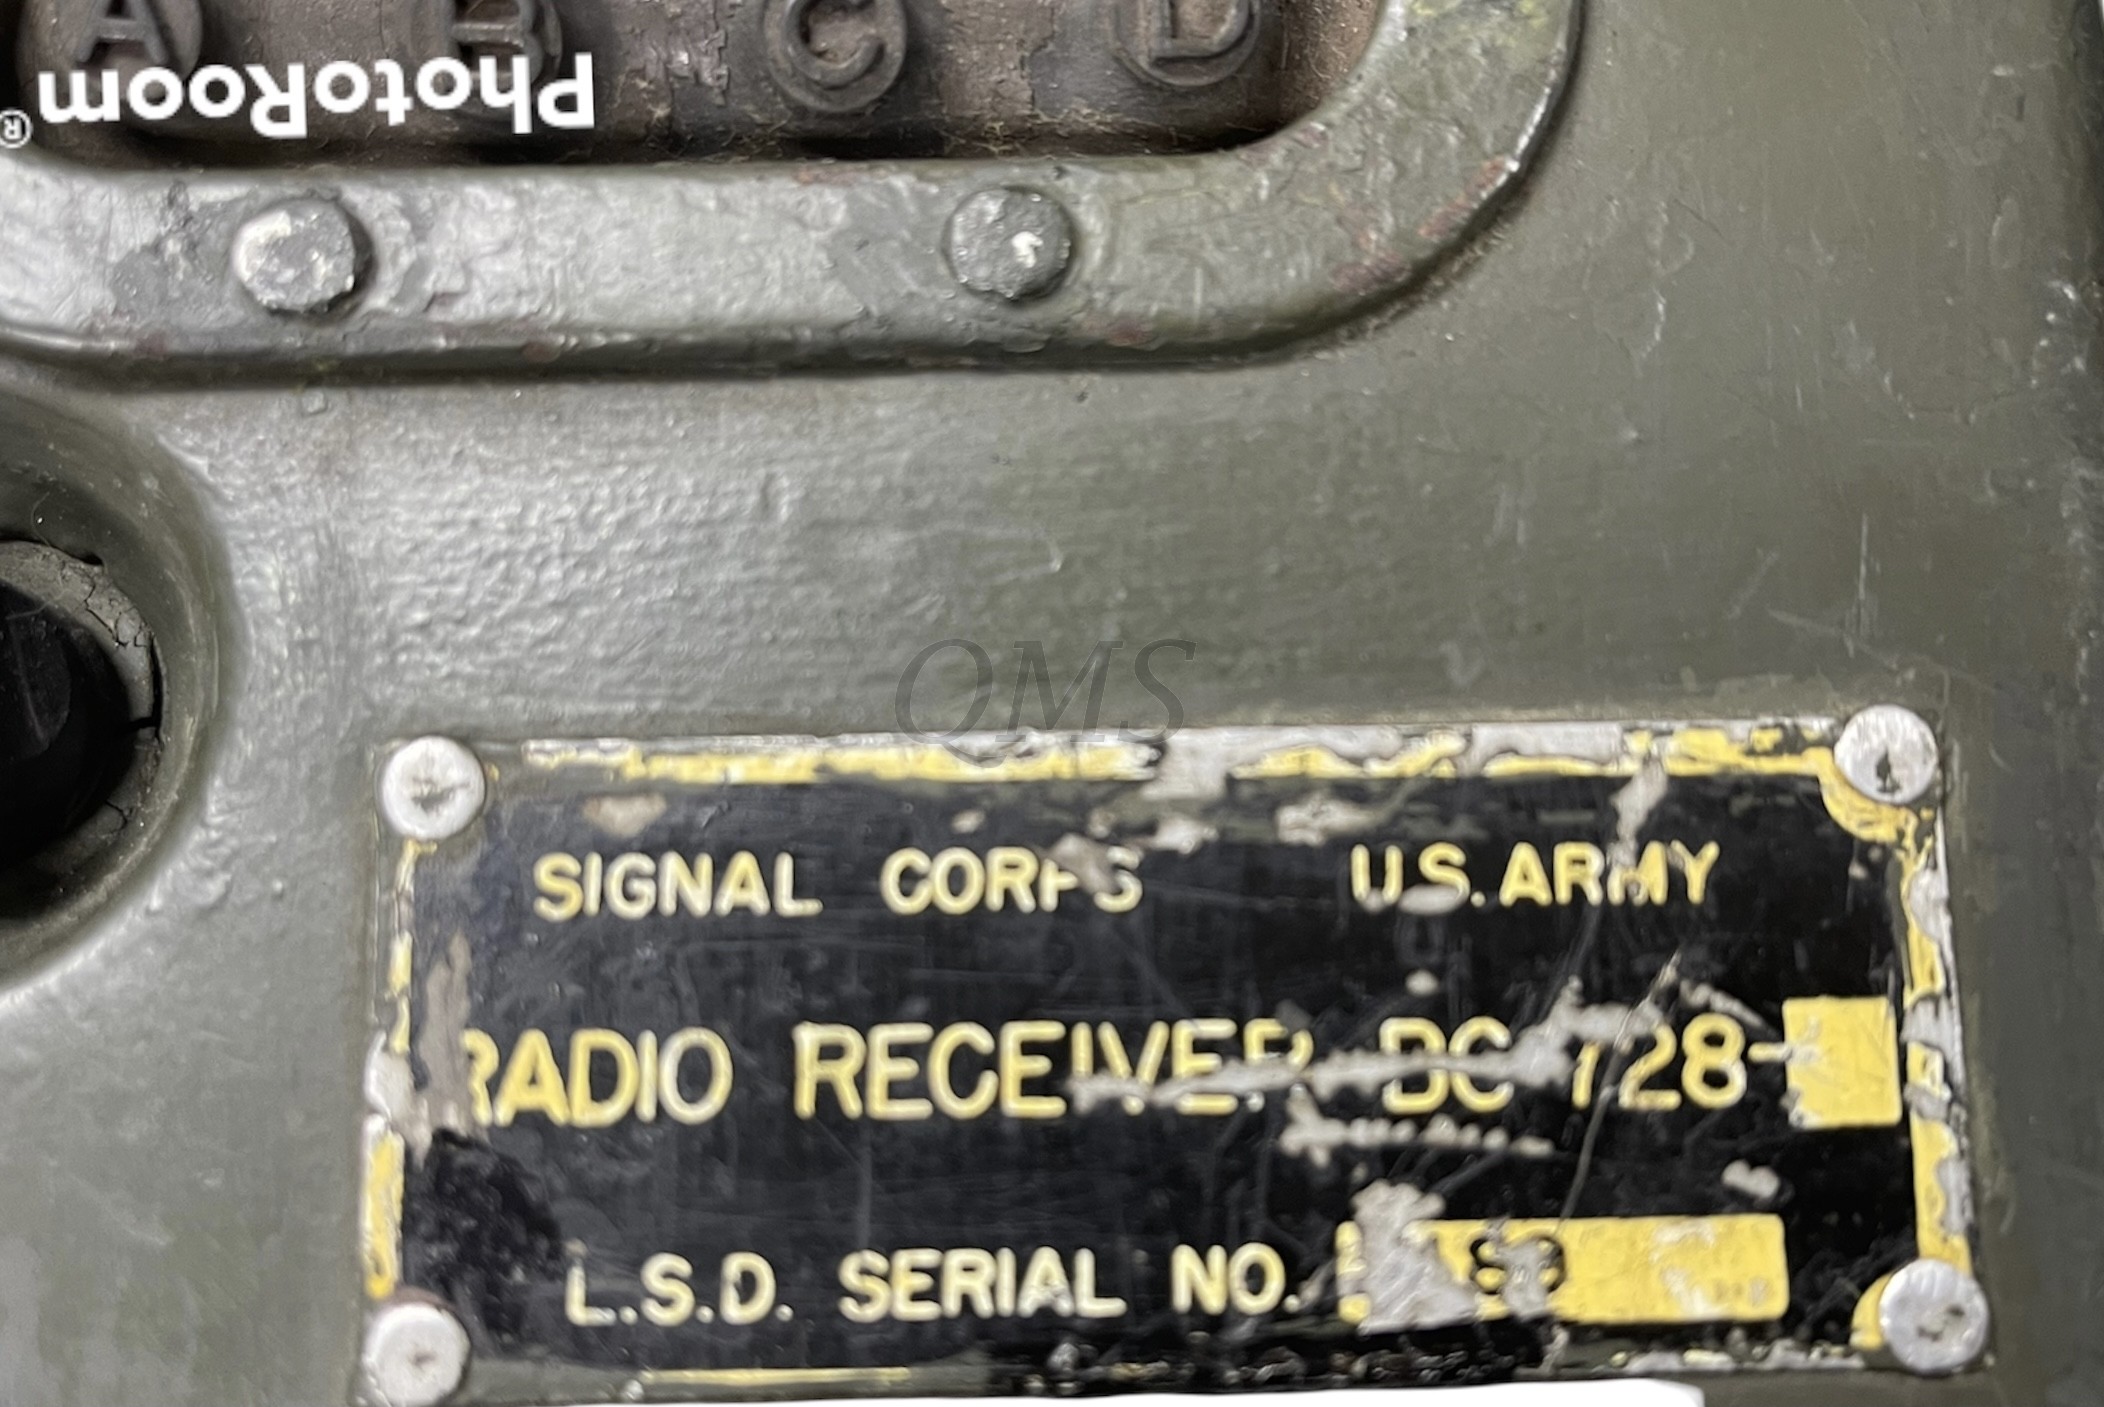 A B C D
PhotoRoom®
QMS
SIGNAL CORPS U.S. ARMY
RADIO RECEIVER BC 728-
L.S.D. SERIAL NO.